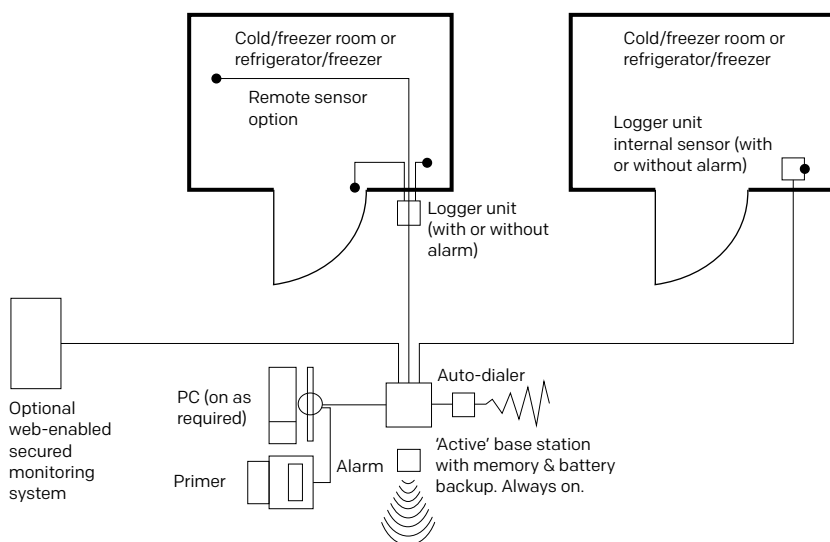 Cold/freezer room or
refrigerator/freezer
Remote sensor
option
Cold/freezer room or
refrigerator/freezer
Logger unit
internal sensor (with
or without alarm)
Logger unit
(with or without
alarm)
Optional
web-enabled
secured
monitoring
system
PC (on as
required)
Auto-dialer
Primer
Alarm
'Active' base station
with memory & battery
backup. Always on.